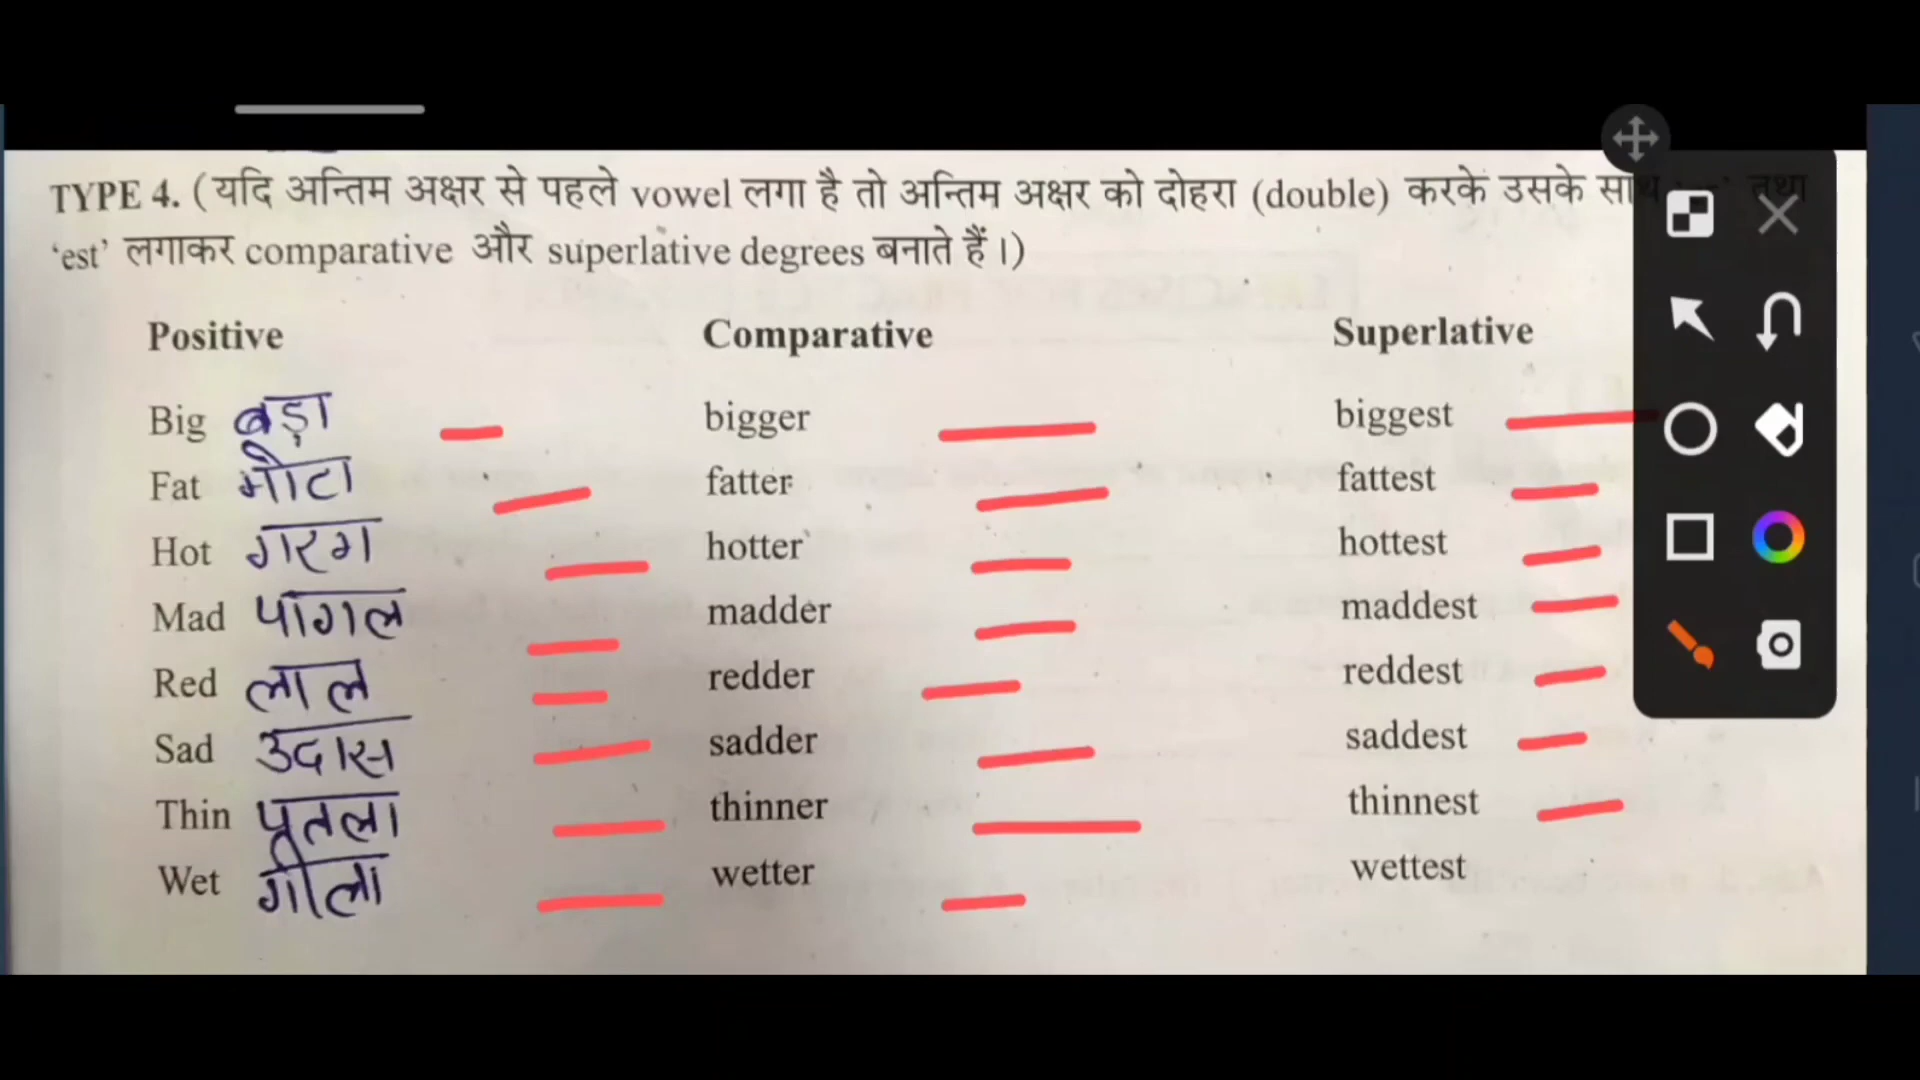 TYPE 4. (यदि अन्तिम अक्षर से पहले vowel लगा है तो अन्तिम अक्षर को दोहरा (double) करके उसके साथ तथा
‘est’ लगाकर comparative और superlative degrees बनाते हैं।)
Positive Comparative Superlative
Big बड़ा bigger biggest
Fat मोटा fatter fattest
Hot गरम hotter hottest
Mad पागल madder maddest
Red लाल redder reddest
Sad उदास sadder saddest
Thin पतला thinner thinnest
Wet गीला wetter wettest